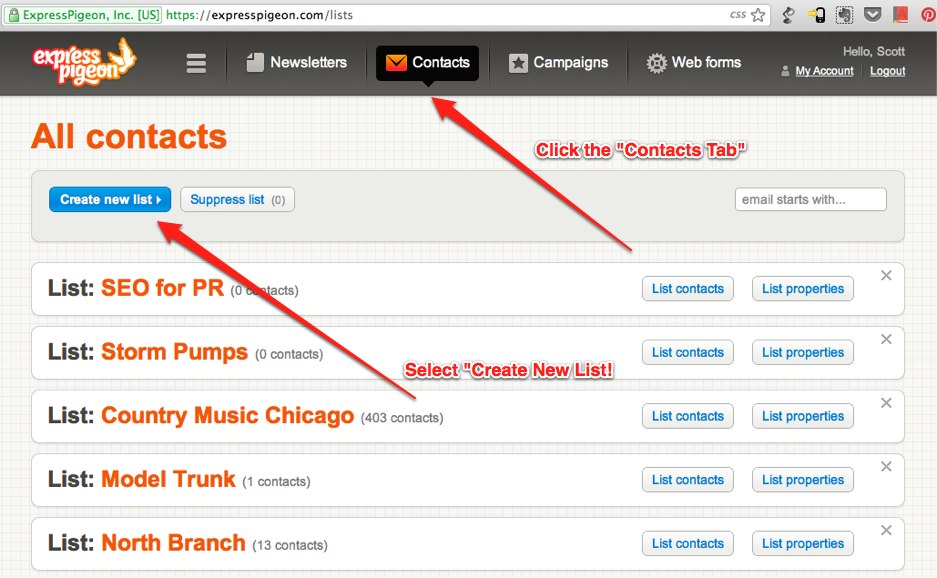 ExpressPigeon, Inc. [US] https://expresspigeon.com/lists css
express pigeon Newsletters Contacts Campaigns Web forms
Hello, Scott
My Account Logout
All contacts
Click the "Contacts Tab"
Create new list Suppress list (0) email starts with...
List: SEO for PR (0 contacts) List contacts List properties
List: Storm Pumps (0 contacts) List contacts List properties
Select "Create New List!
List: Country Music Chicago (403 contacts) List contacts List properties
List: Model Trunk (1 contacts) List contacts List properties
List: North Branch (13 contacts) List contacts List properties